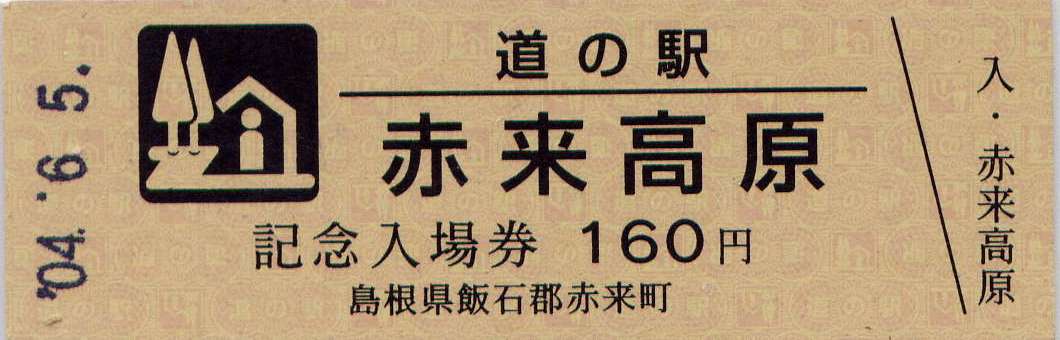 '04. 6. 5.
道の駅
赤来高原
記念入場券 160円
島根県飯石郡赤来町
入・赤来高原